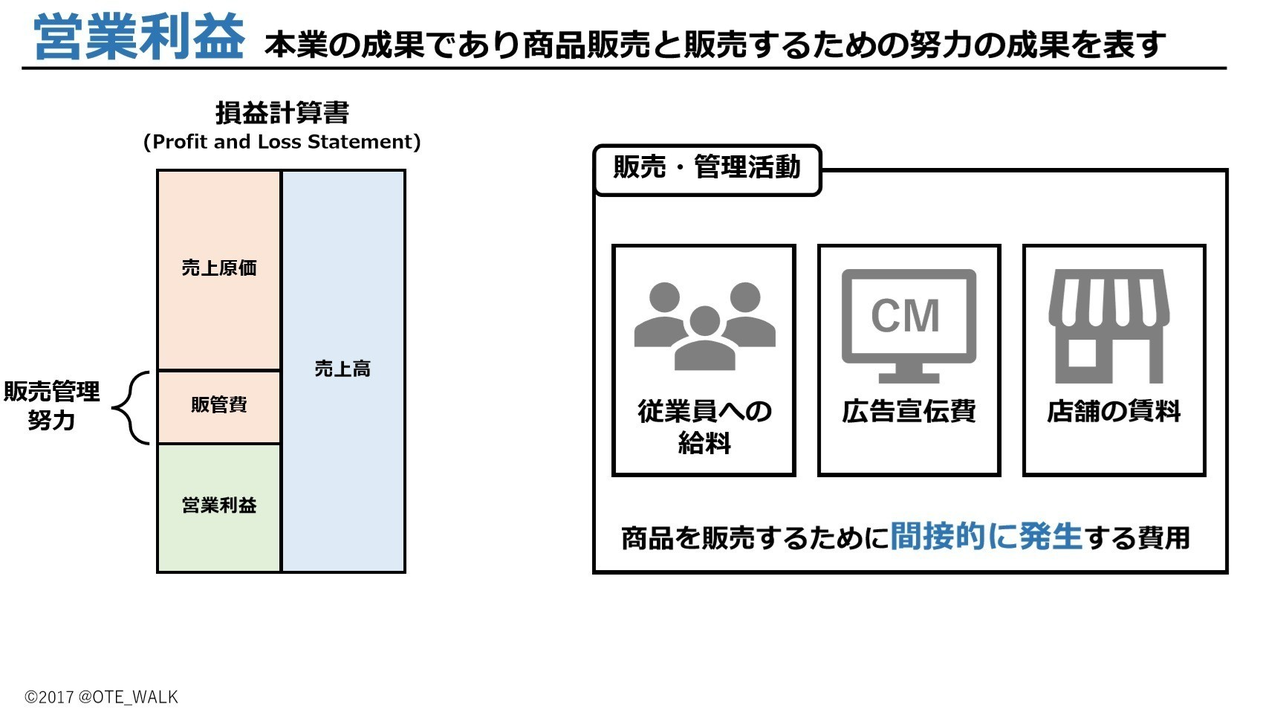 営業利益 本業の成果であり商品販売と販売するための努力の成果を表す
損益計算書
(Profit and Loss Statement)
売上原価
販管費
営業利益
売上高
販売管理
努力
販売・管理活動
CM
従業員への
給料
広告宣伝費
店舗の賃料
商品を販売するために間接的に発生する費用
©2017 @OTE_WALK